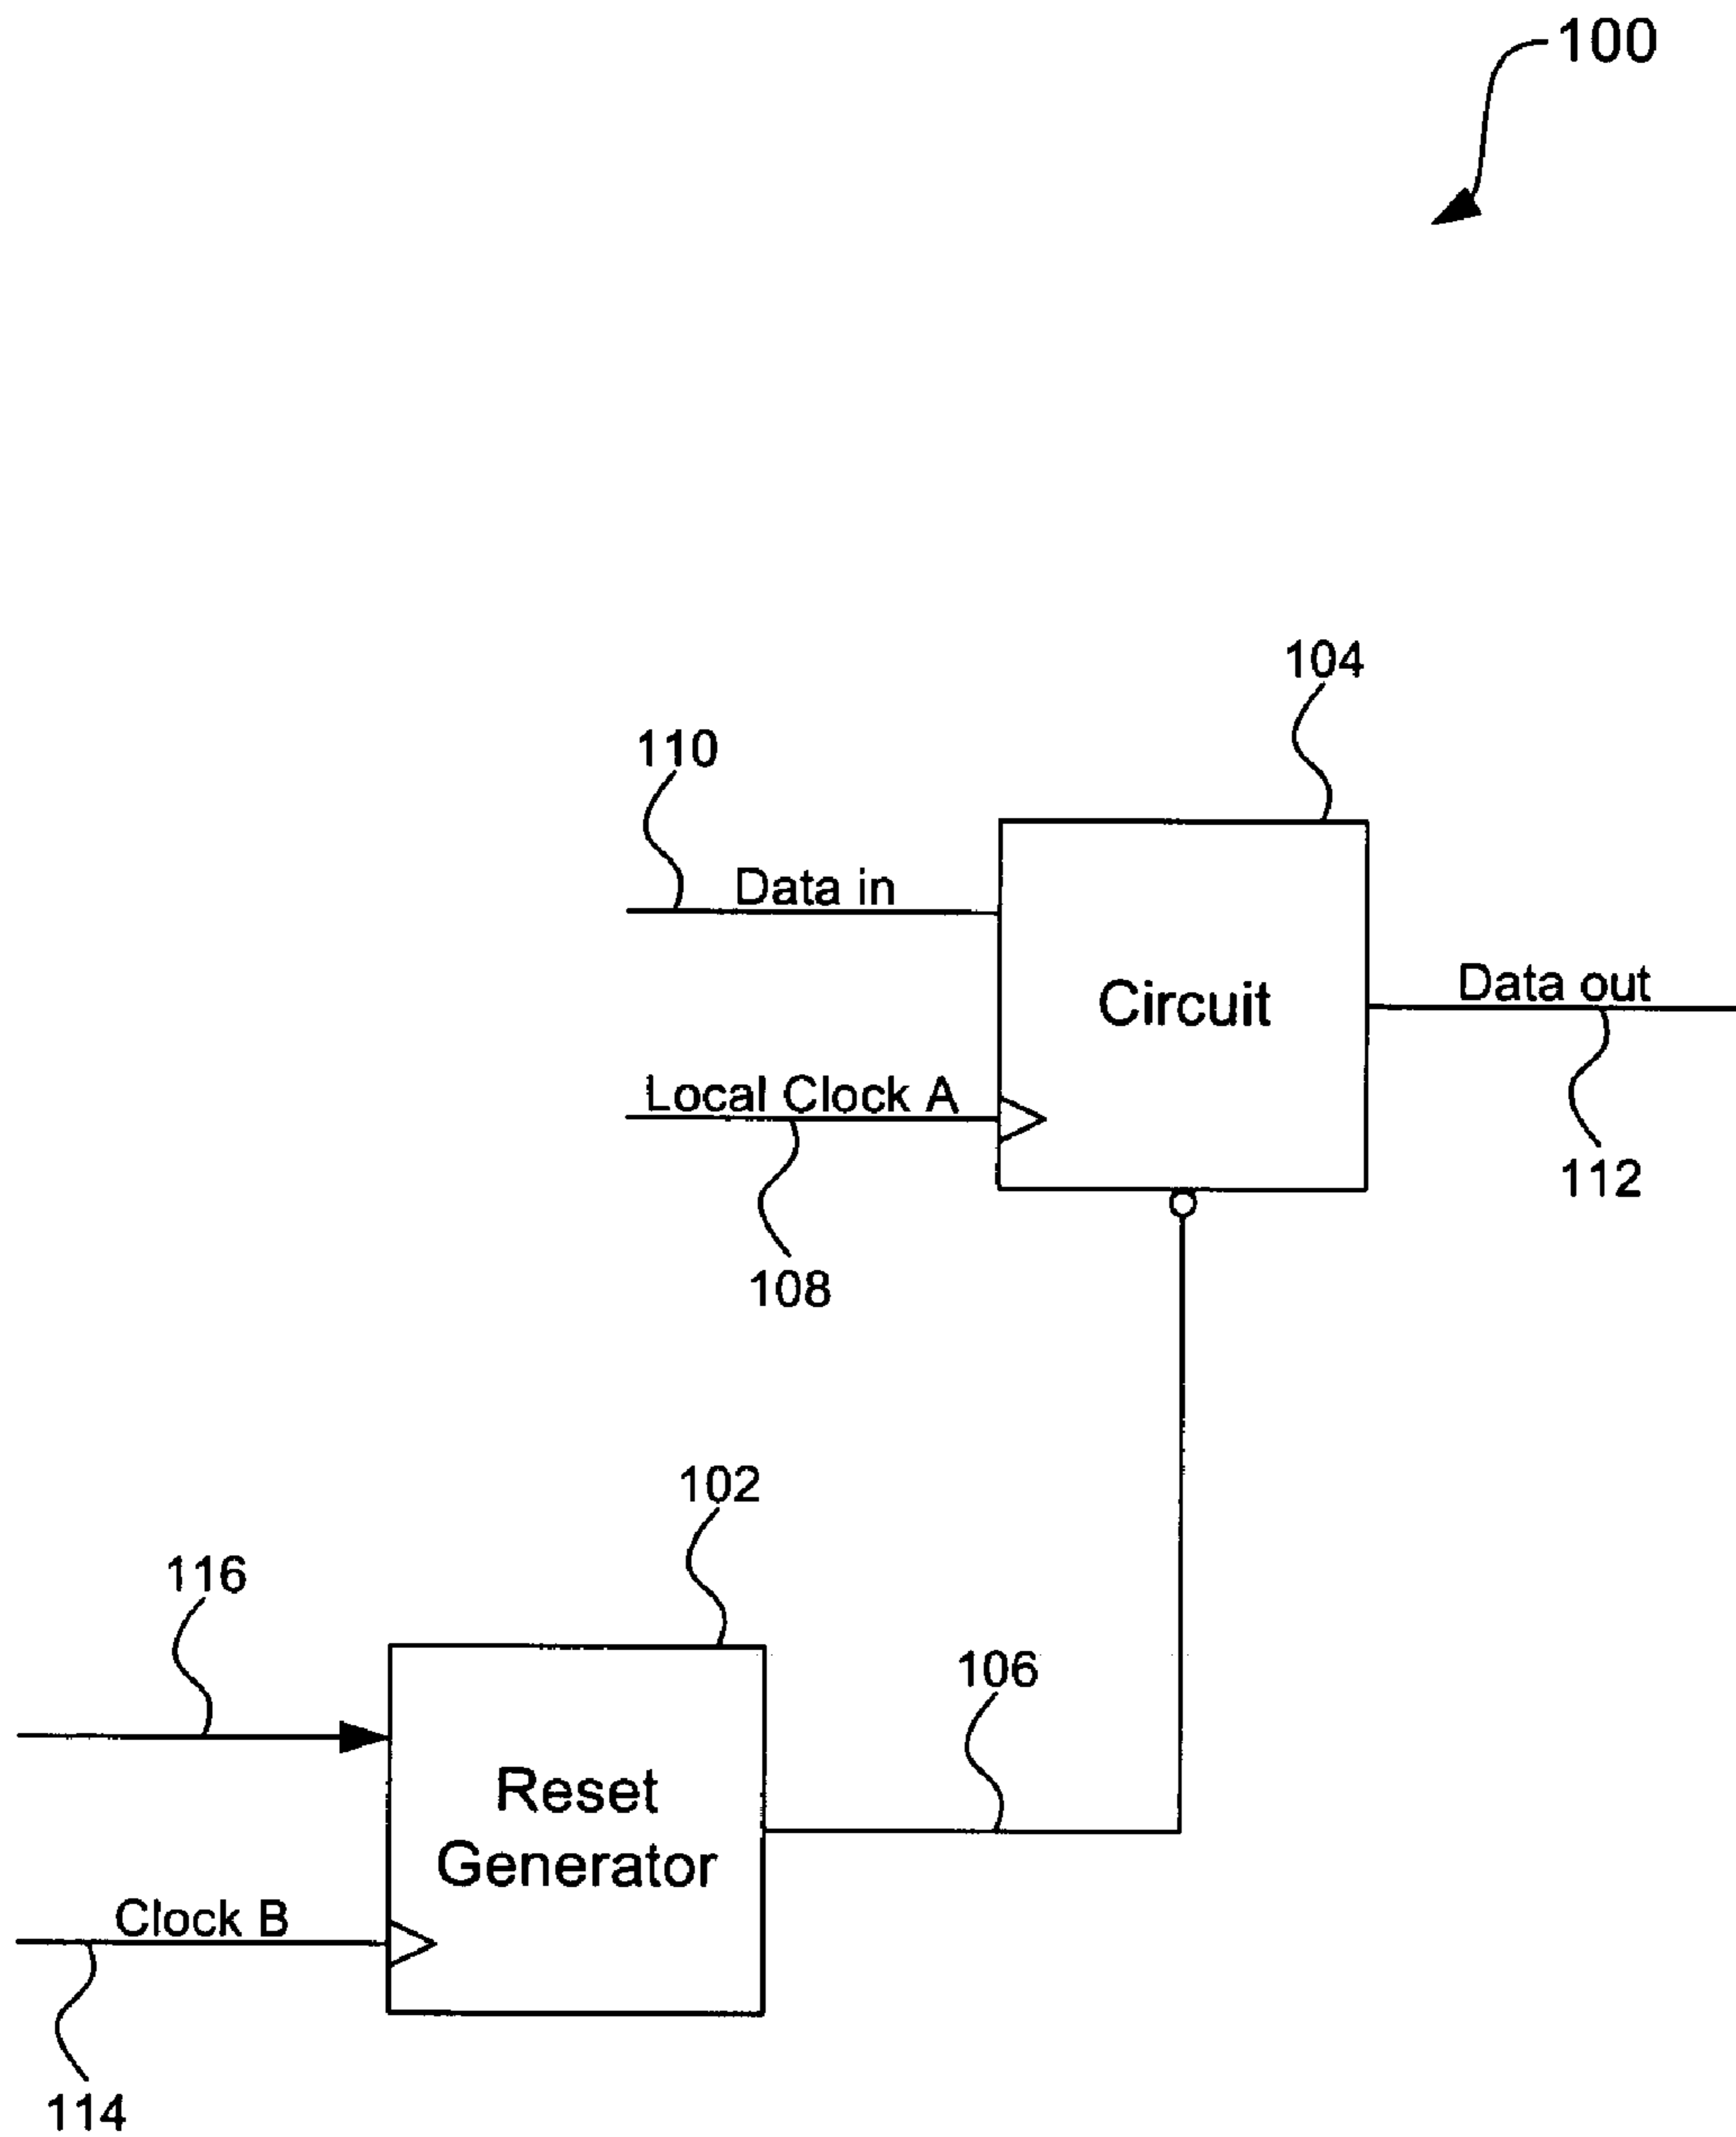 100
104
110
Data in
Circuit
Data out
Local Clock A
112
108
102
116
106
Reset
Generator
Clock B
114